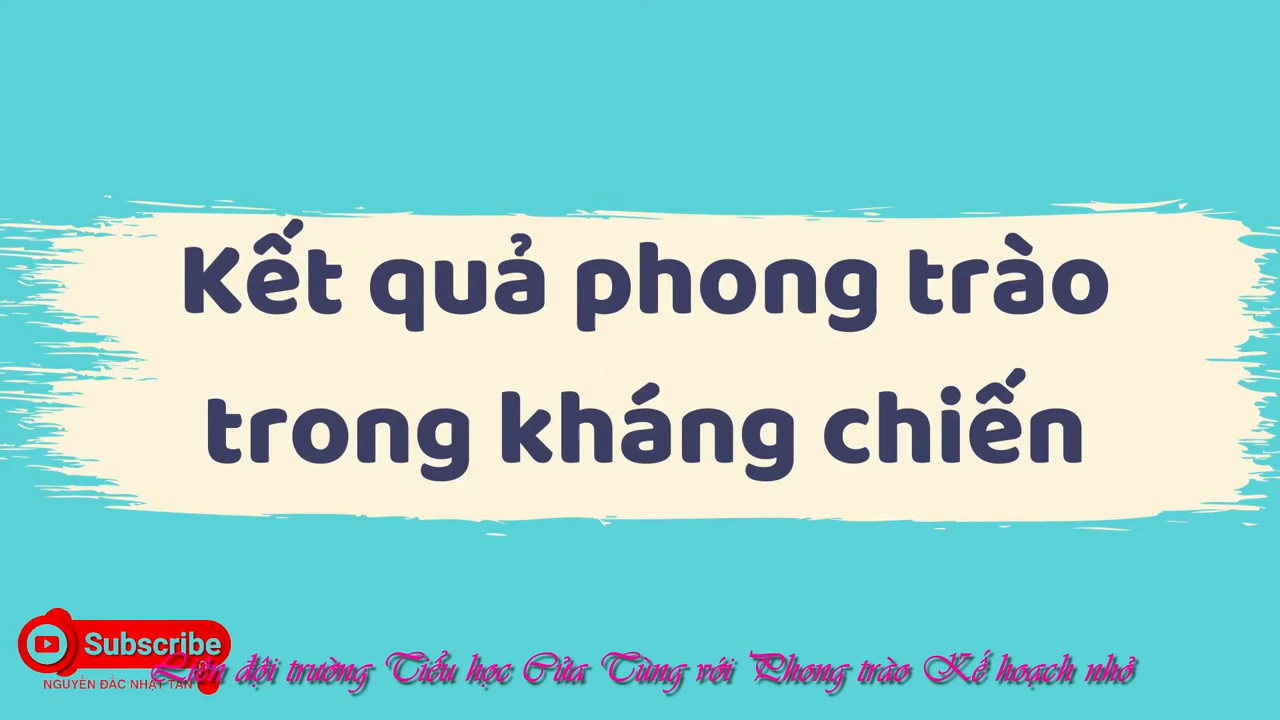 Kết quả phong trào
trong kháng chiến
Subscribe
NGUYỄN ĐẮC NHẬT TÂN
Liên đội trường Tiểu học Cửa Tùng với Phong trào Kế hoạch nhỏ